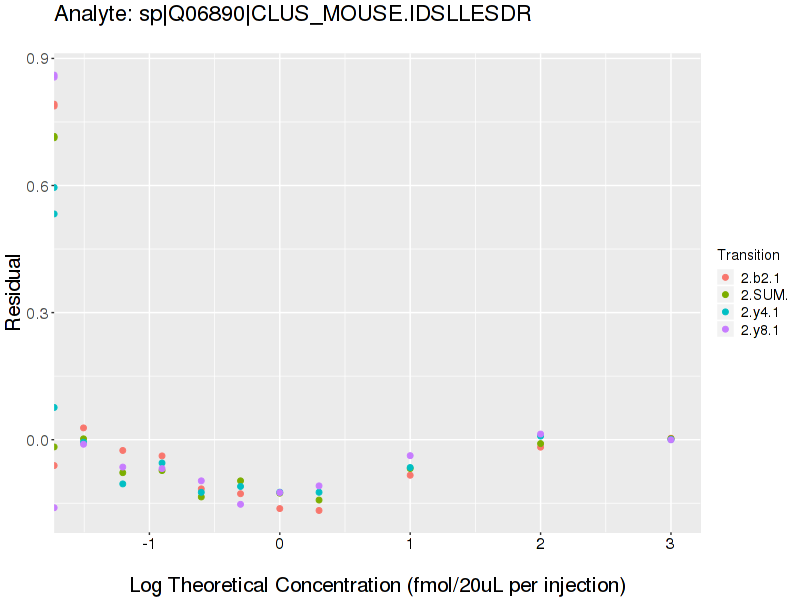 Analyte: sp|Q06890|CLUS_MOUSE.IDSLLESDR
0.9
0.6
0.3
0.0
Residual
-1
0
1
2
3
Log Theoretical Concentration (fmol/20uL per injection)
Transition
2.b2.1
2.SUM.
2.y4.1
2.y8.1